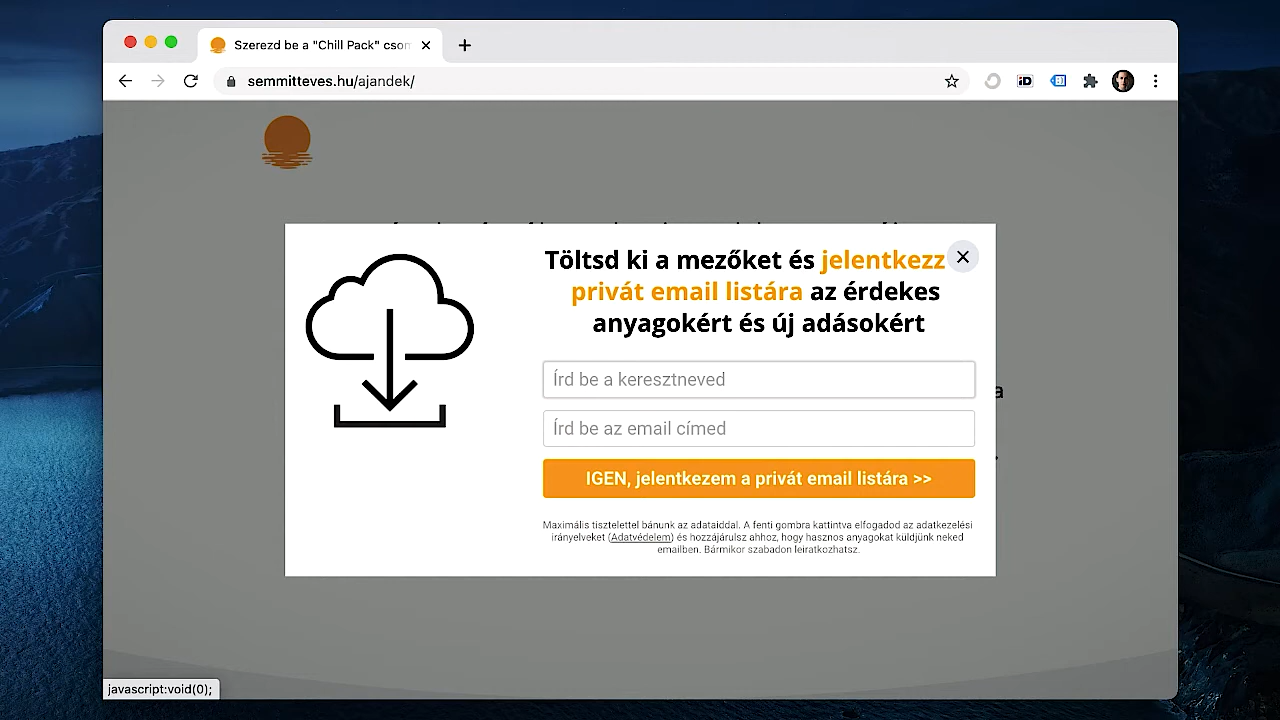 Szerezd be a "Chill Pack" csom
semmitteves.hu/ajandek/
Töltsd ki a mezőket és jelentkezz
privát email listára az érdekes
anyagokért és új adásokért
Írd be a keresztneved
Írd be az email címed
IGEN, jelentkezem a privát email listára >>
Maximális tisztelettel bánunk az adataiddal. A fenti gombra kattintva elfogadod az adatkezelési
irányelveket (Adatvédelem) és hozzájárulsz ahhoz, hogy hasznos anyagokat küldjünk neked
emailben. Bármikor szabadon leiratkozhatsz.
javascript:void(0);